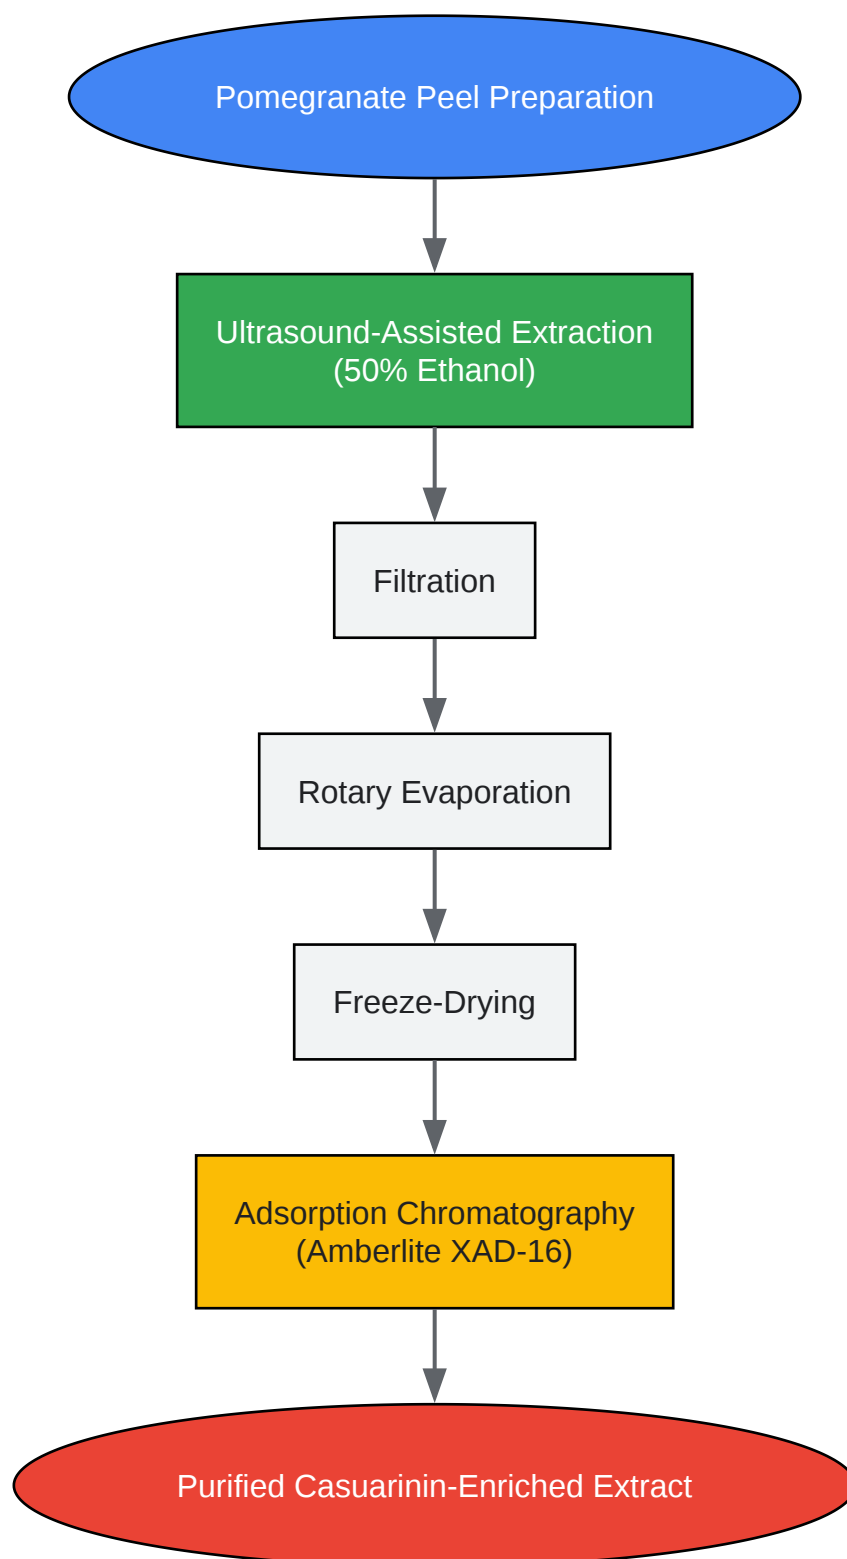 Pomegranate Peel Preparation
Ultrasound-Assisted Extraction
(50% Ethanol)
Filtration
Rotary Evaporation
Freeze-Drying
Adsorption Chromatography
(Amberlite XAD-16)
Purified Casuarinin-Enriched Extract